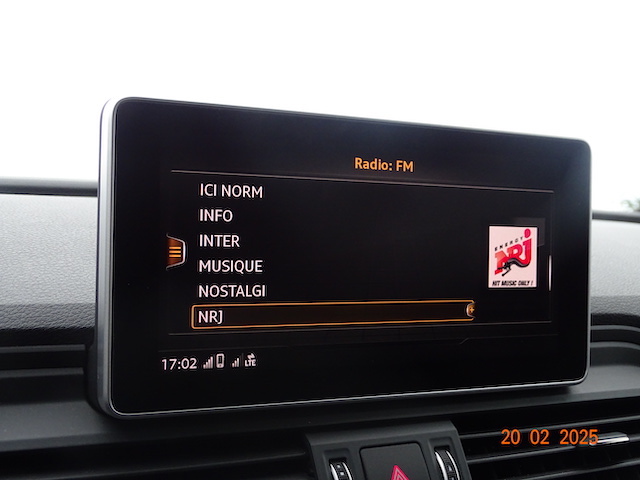 Radio: FM
ICI NORM
INFO
INTER
MUSIQUE
NOSTALGI
NRJ
ENERGY
NRJ
HIT MUSIC ONLY !
17:02 LTE
20 02 2025